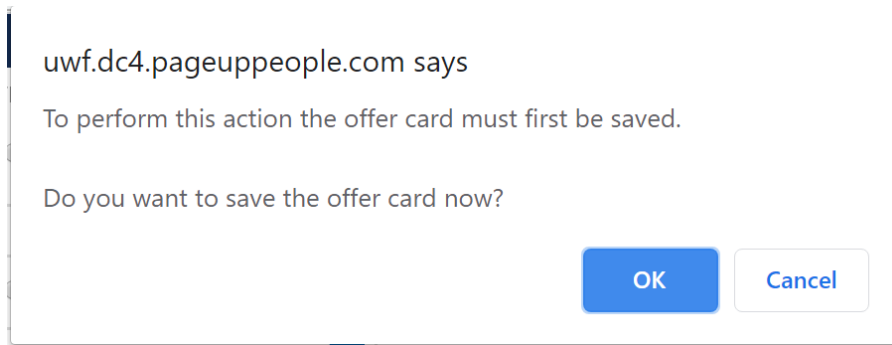 uwf.dc4.pageuppeople.com says
To perform this action the offer card must first be saved.
Do you want to save the offer card now?
OK Cancel